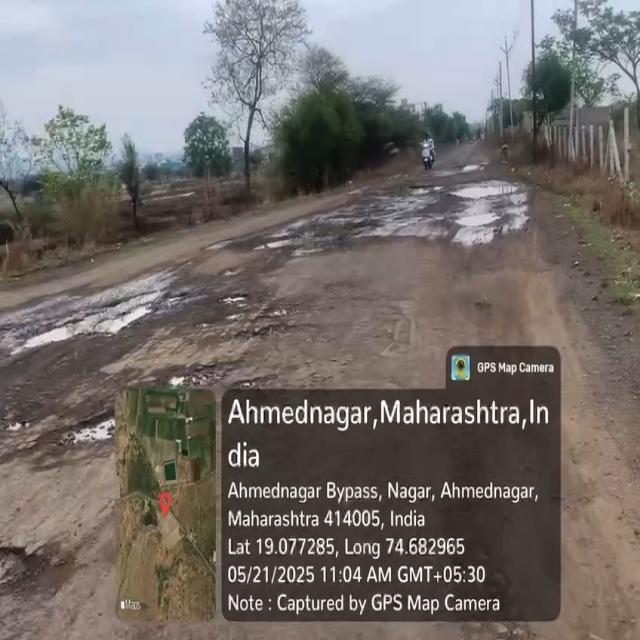 GPS Map Camera
Ahmednagar,Maharashtra,In
dia
Ahmednagar Bypass, Nagar, Ahmednagar,
Maharashtra 414005, India
Lat 19.077285, Long 74.682965
05/21/2025 11:04 AM GMT+05:30
Note : Captured by GPS Map Camera
Maps